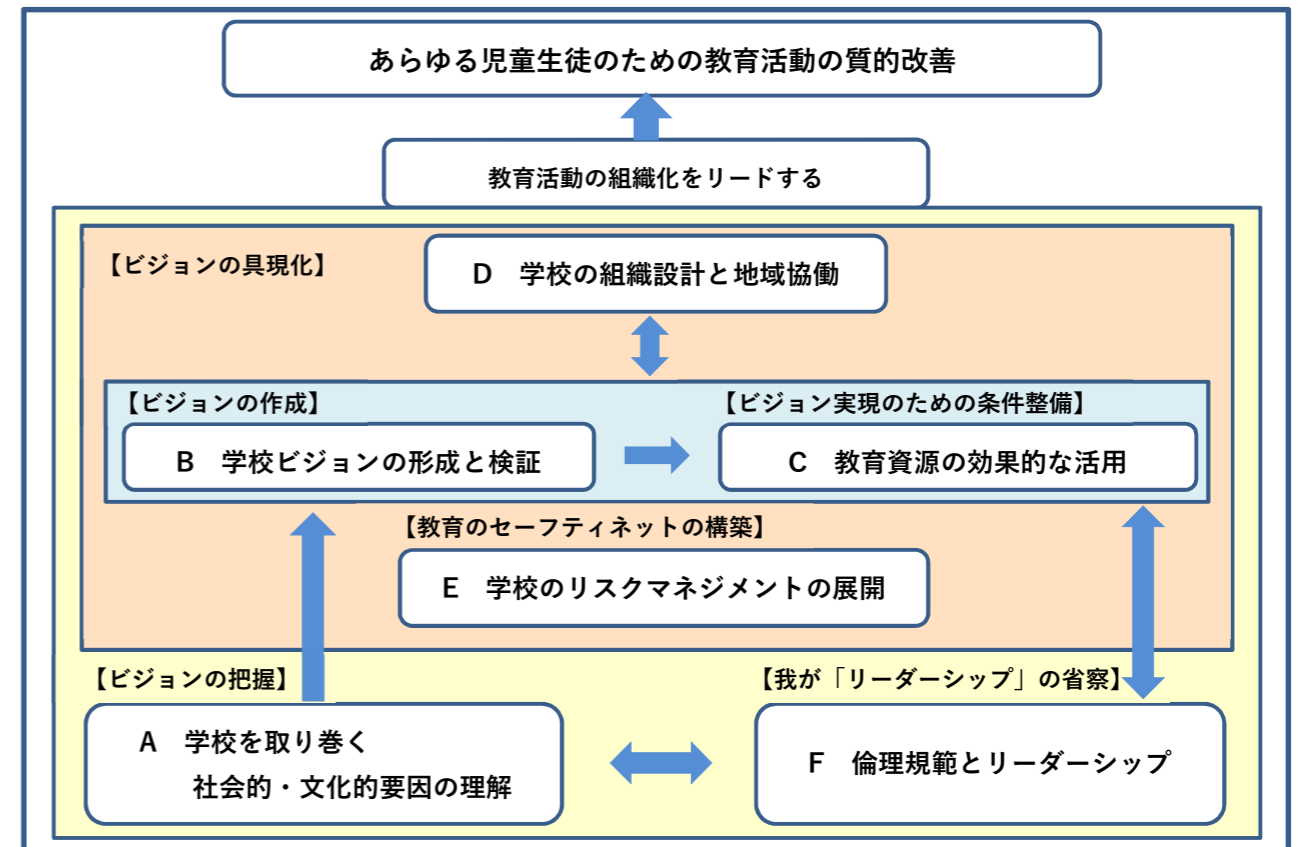 あらゆる児童生徒のための教育活動の質的改善
教育活動の組織化をリードする
【ビジョンの具現化】
D 学校の組織設計と地域協働
【ビジョンの作成】
B 学校ビジョンの形成と検証
【ビジョン実現のための条件整備】
C 教育資源の効果的な活用
【教育のセーフティネットの構築】
E 学校のリスクマネジメントの展開
【ビジョンの把握】
A 学校を取り巻く
社会的・文化的要因の理解
【我が「リーダーシップ」の省察】
F 倫理規範とリーダーシップ